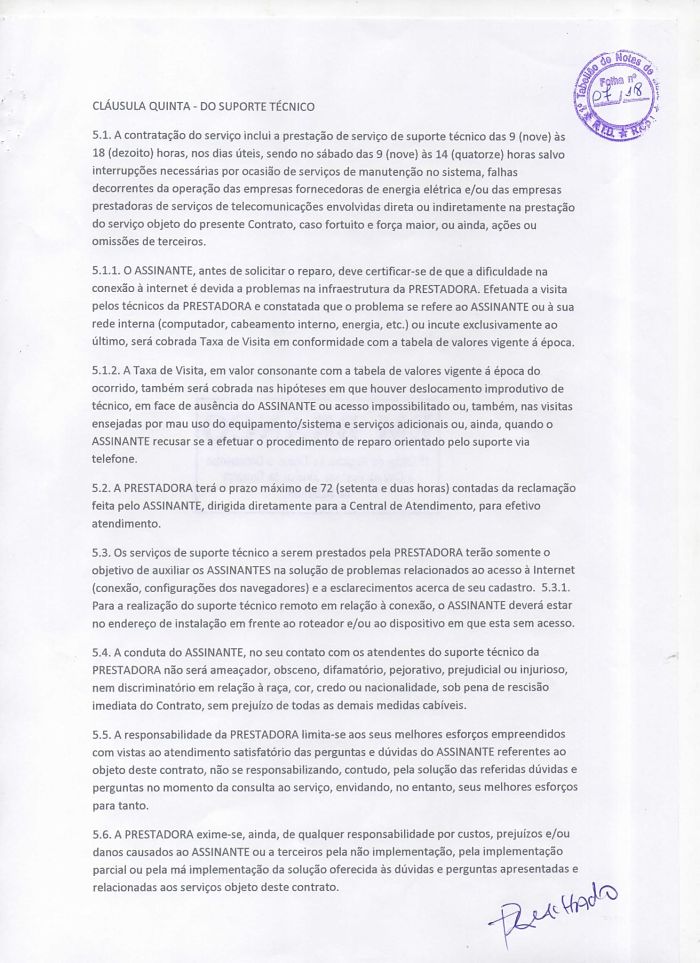 1º Tabelião de Notas de
Folha nº
07 / 18
★ R.T.D. ★
CLÁUSULA QUINTA - DO SUPORTE TÉCNICO
5.1. A contratação do serviço inclui a prestação de serviço de suporte técnico das 9 (nove) às
18 (dezoito) horas, nos dias úteis, sendo no sábado das 9 (nove) às 14 (quatorze) horas salvo
interrupções necessárias por ocasião de serviços de manutenção no sistema, falhas
decorrentes da operação das empresas fornecedoras de energia elétrica e/ou das empresas
prestadoras de serviços de telecomunicações envolvidas direta ou indiretamente na prestação
do serviço objeto do presente Contrato, caso fortuito e força maior, ou ainda, ações ou
omissões de terceiros.
5.1.1. O ASSINANTE, antes de solicitar o reparo, deve certificar-se de que a dificuldade na
conexão à internet é devida a problemas na infraestrutura da PRESTADORA. Efetuada a visita
pelos técnicos da PRESTADORA e constatada que o problema se refere ao ASSINANTE ou à sua
rede interna (computador, cabeamento interno, energia, etc.) ou incute exclusivamente ao
último, será cobrada Taxa de Visita em conformidade com a tabela de valores vigente á época.
5.1.2. A Taxa de Visita, em valor consonante com a tabela de valores vigente á época do
ocorrido, também será cobrada nas hipóteses em que houver deslocamento improdutivo de
técnico, em face de ausência do ASSINANTE ou acesso impossibilitado ou, também, nas visitas
ensejadas por mau uso do equipamento/sistema e serviços adicionais ou, ainda, quando o
ASSINANTE recusar se a efetuar o procedimento de reparo orientado pelo suporte via
telefone.
5.2. A PRESTADORA terá o prazo máximo de 72 (setenta e duas horas) contadas da reclamação
feita pelo ASSINANTE, dirigida diretamente para a Central de Atendimento, para efetivo
atendimento.
5.3. Os serviços de suporte técnico a serem prestados pela PRESTADORA terão somente o
objetivo de auxiliar os ASSINANTES na solução de problemas relacionados ao acesso à Internet
(conexão, configurações dos navegadores) e a esclarecimentos acerca de seu cadastro. 5.3.1.
Para a realização do suporte técnico remoto em relação à conexão, o ASSINANTE deverá estar
no endereço de instalação em frente ao roteador e/ou ao dispositivo em que esta sem acesso.
5.4. A conduta do ASSINANTE, no seu contato com os atendentes do suporte técnico da
PRESTADORA não será ameaçador, obsceno, difamatório, pejorativo, prejudicial ou injurioso,
nem discriminatório em relação à raça, cor, credo ou nacionalidade, sob pena de rescisão
imediata do Contrato, sem prejuízo de todas as demais medidas cabíveis.
5.5. A responsabilidade da PRESTADORA limita-se aos seus melhores esforços empreendidos
com vistas ao atendimento satisfatório das perguntas e dúvidas do ASSINANTE referentes ao
objeto deste contrato, não se responsabilizando, contudo, pela solução das referidas dúvidas e
perguntas no momento da consulta ao serviço, envidando, no entanto, seus melhores esforços
para tanto.
5.6. A PRESTADORA exime-se, ainda, de qualquer responsabilidade por custos, prejuízos e/ou
danos causados ao ASSINANTE ou a terceiros pela não implementação, pela implementação
parcial ou pela má implementação da solução oferecida às dúvidas e perguntas apresentadas e
relacionadas aos serviços objeto deste contrato.